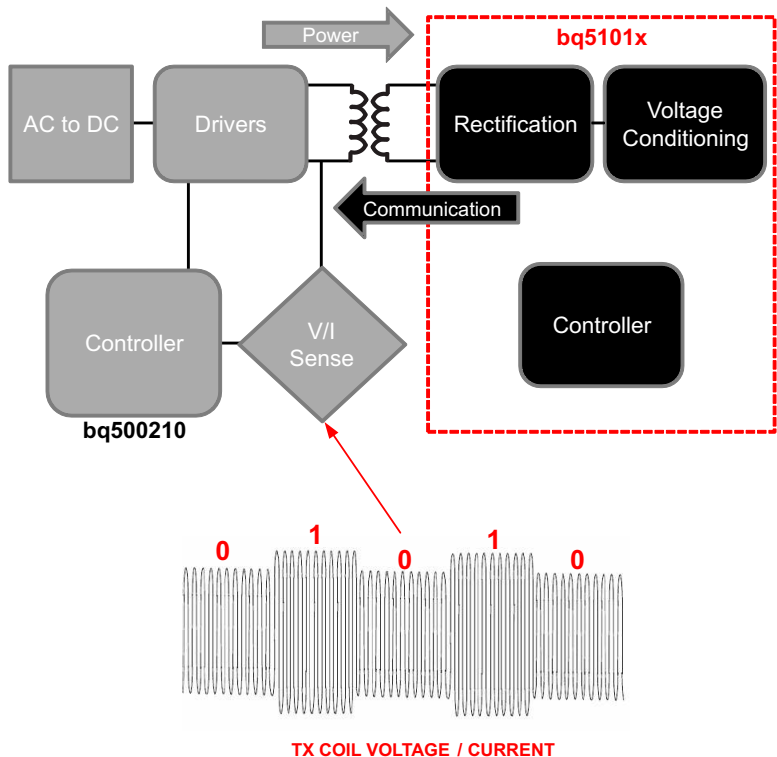 Power
bq5101x
AC to DC
Drivers
Rectification
Voltage
Conditioning
Communication
Controller
V/I
Sense
Controller
bq500210
0
1
0
1
0
TX COIL VOLTAGE / CURRENT